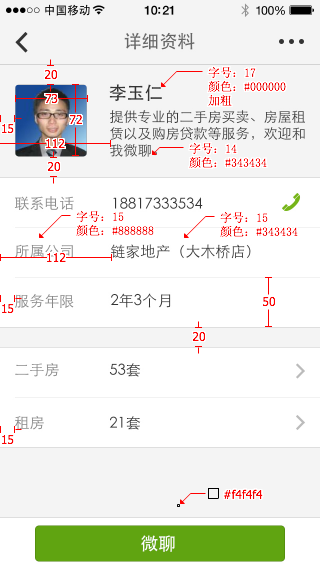 中国移动 10:21 100%
详细资料
20
73
72
15
112
20
李玉仁
字号：17
颜色：#000000
加粗
提供专业的二手房买卖、房屋租
赁以及购房贷款等服务，欢迎和
我微聊
字号：14
颜色：#343434
联系电话 18817333534
字号：15
颜色：#888888
字号：15
颜色：#343434
所属公司 链家地产（大木桥店）
112
服务年限 2年3个月
15
50
20
二手房 53套
租房 21套
15
#f4f4f4
微聊